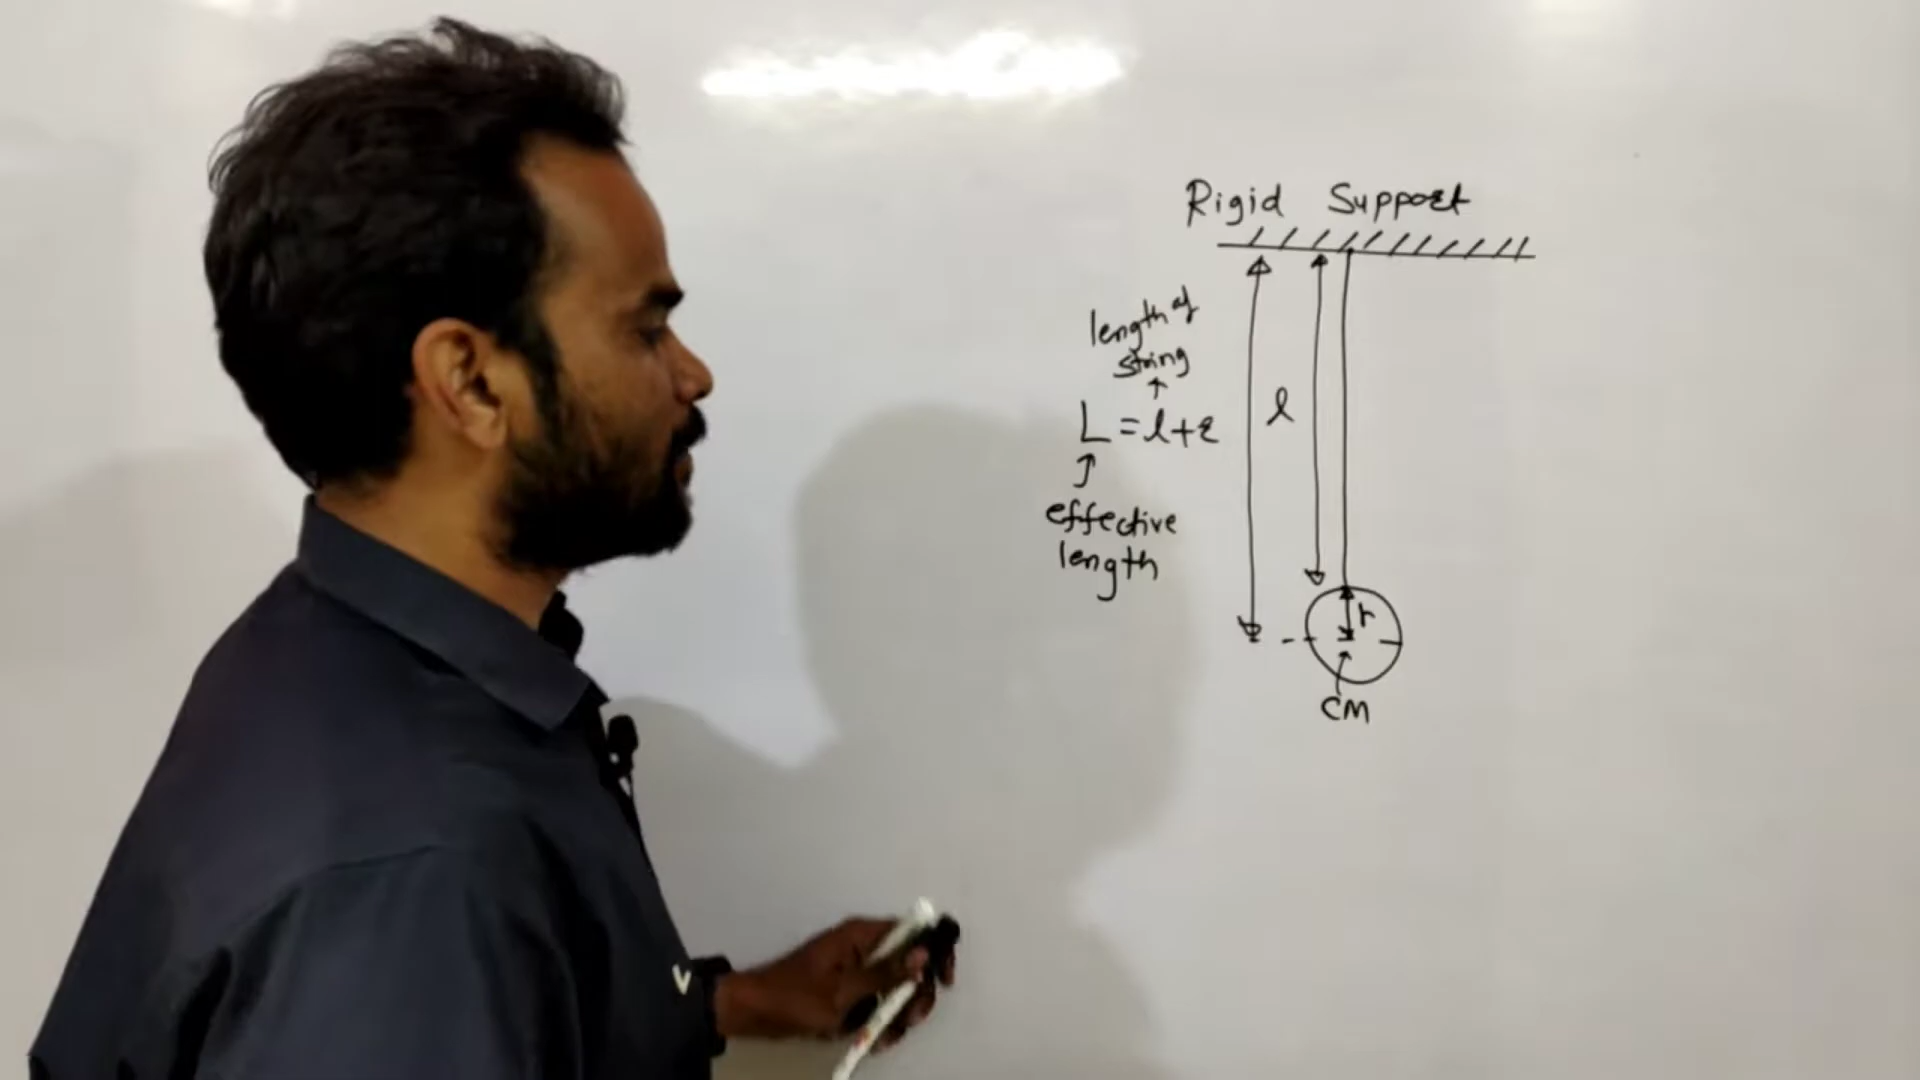 Rigid Support
length of
string
L = l+r
l
effective
length
r
CM